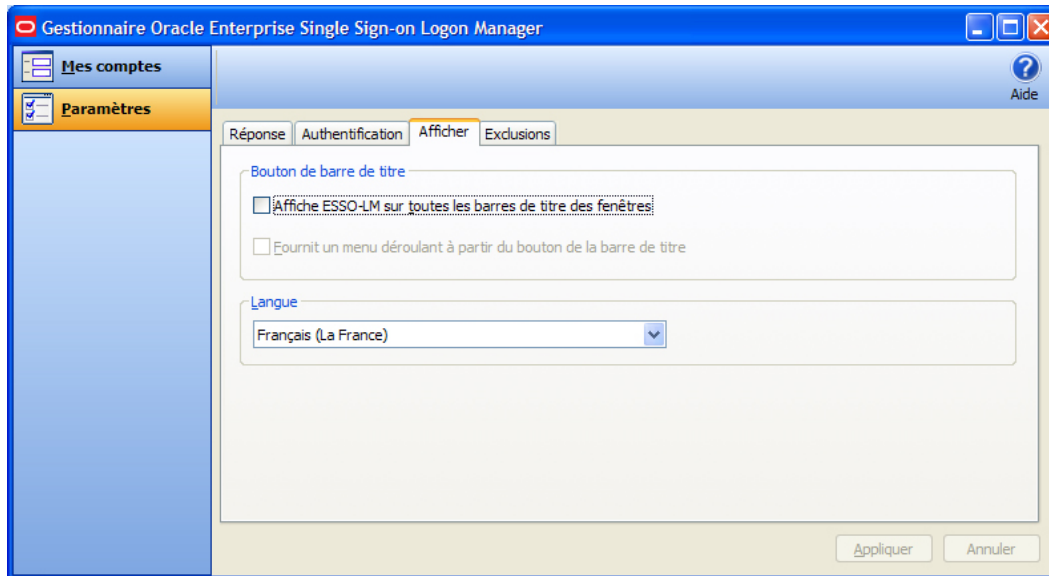 Gestionnaire Oracle Enterprise Single Sign-on Logon Manager
Mes comptes
Paramètres
Aide
Réponse Authentification Afficher Exclusions
Bouton de barre de titre
Affiche ESSO-LM sur toutes les barres de titre des fenêtres
Fournit un menu déroulant à partir du bouton de la barre de titre
Langue
Français (La France)
Appliquer Annuler